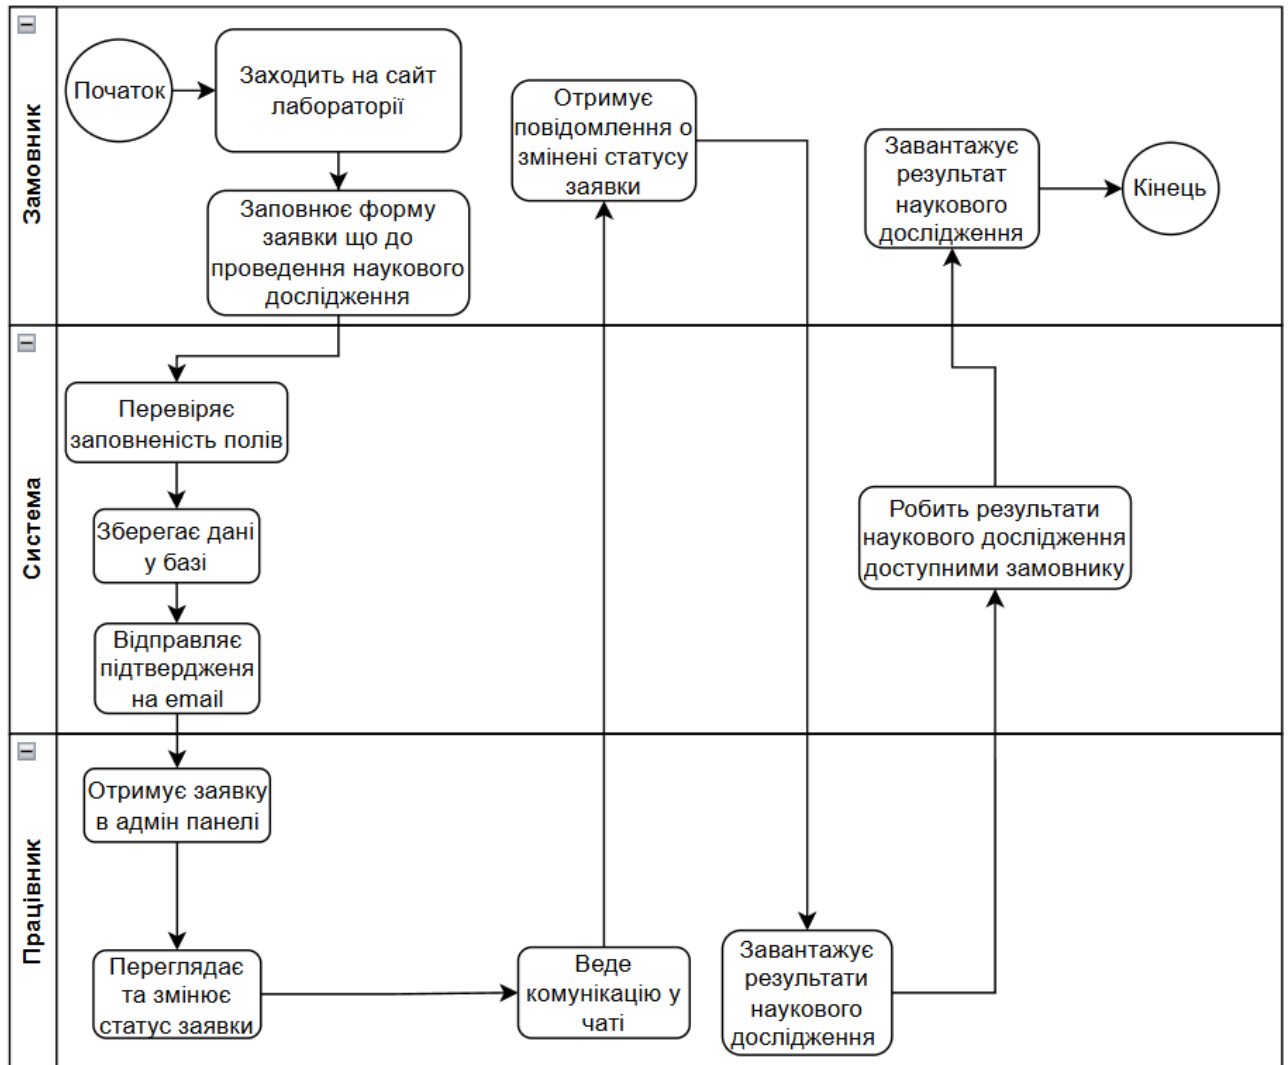 Замовник
Початок
Заходить на сайт
лабораторії
Заповнює форму
заявки що до
проведення наукового
дослідження
Отримує
повідомлення о
змінені статусу
заявки
Завантажує
результат
наукового
дослідження
Кінець
Система
Перевіряє
заповненість полів
Зберегає дані
у базі
Відправляє
підтвердженя
на email
Робить результати
наукового дослідження
доступними замовнику
Працівник
Отримує заявку
в адмін панелі
Переглядає
та змінює
статус заявки
Веде
комунікацію у
чаті
Завантажує
результати
наукового
дослідження